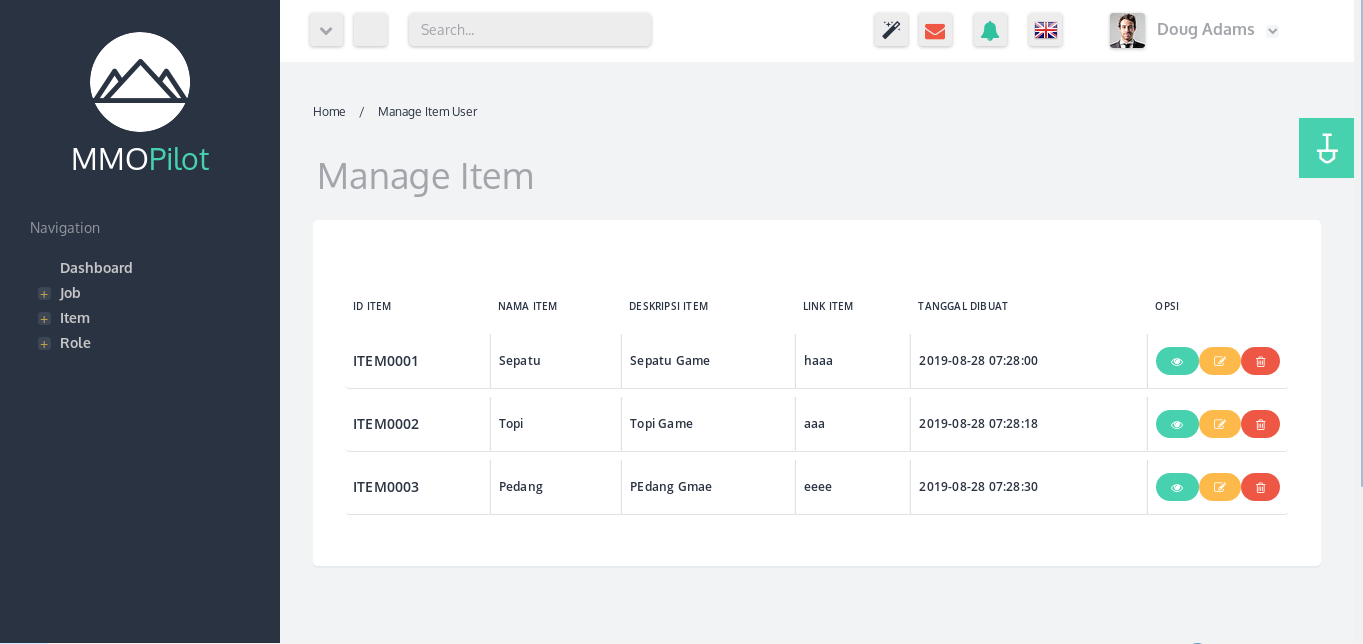 MMOPilot
Navigation
Dashboard
Job
Item
Role
Search...
Doug Adams
Home / Manage Item User
Manage Item
ID ITEM NAMA ITEM DESKRIPSI ITEM LINK ITEM TANGGAL DIBUAT OPSI
ITEM0001 Sepatu Sepatu Game haaa 2019-08-28 07:28:00
ITEM0002 Topi Topi Game aaa 2019-08-28 07:28:18
ITEM0003 Pedang PEdang Gmae eeee 2019-08-28 07:28:30